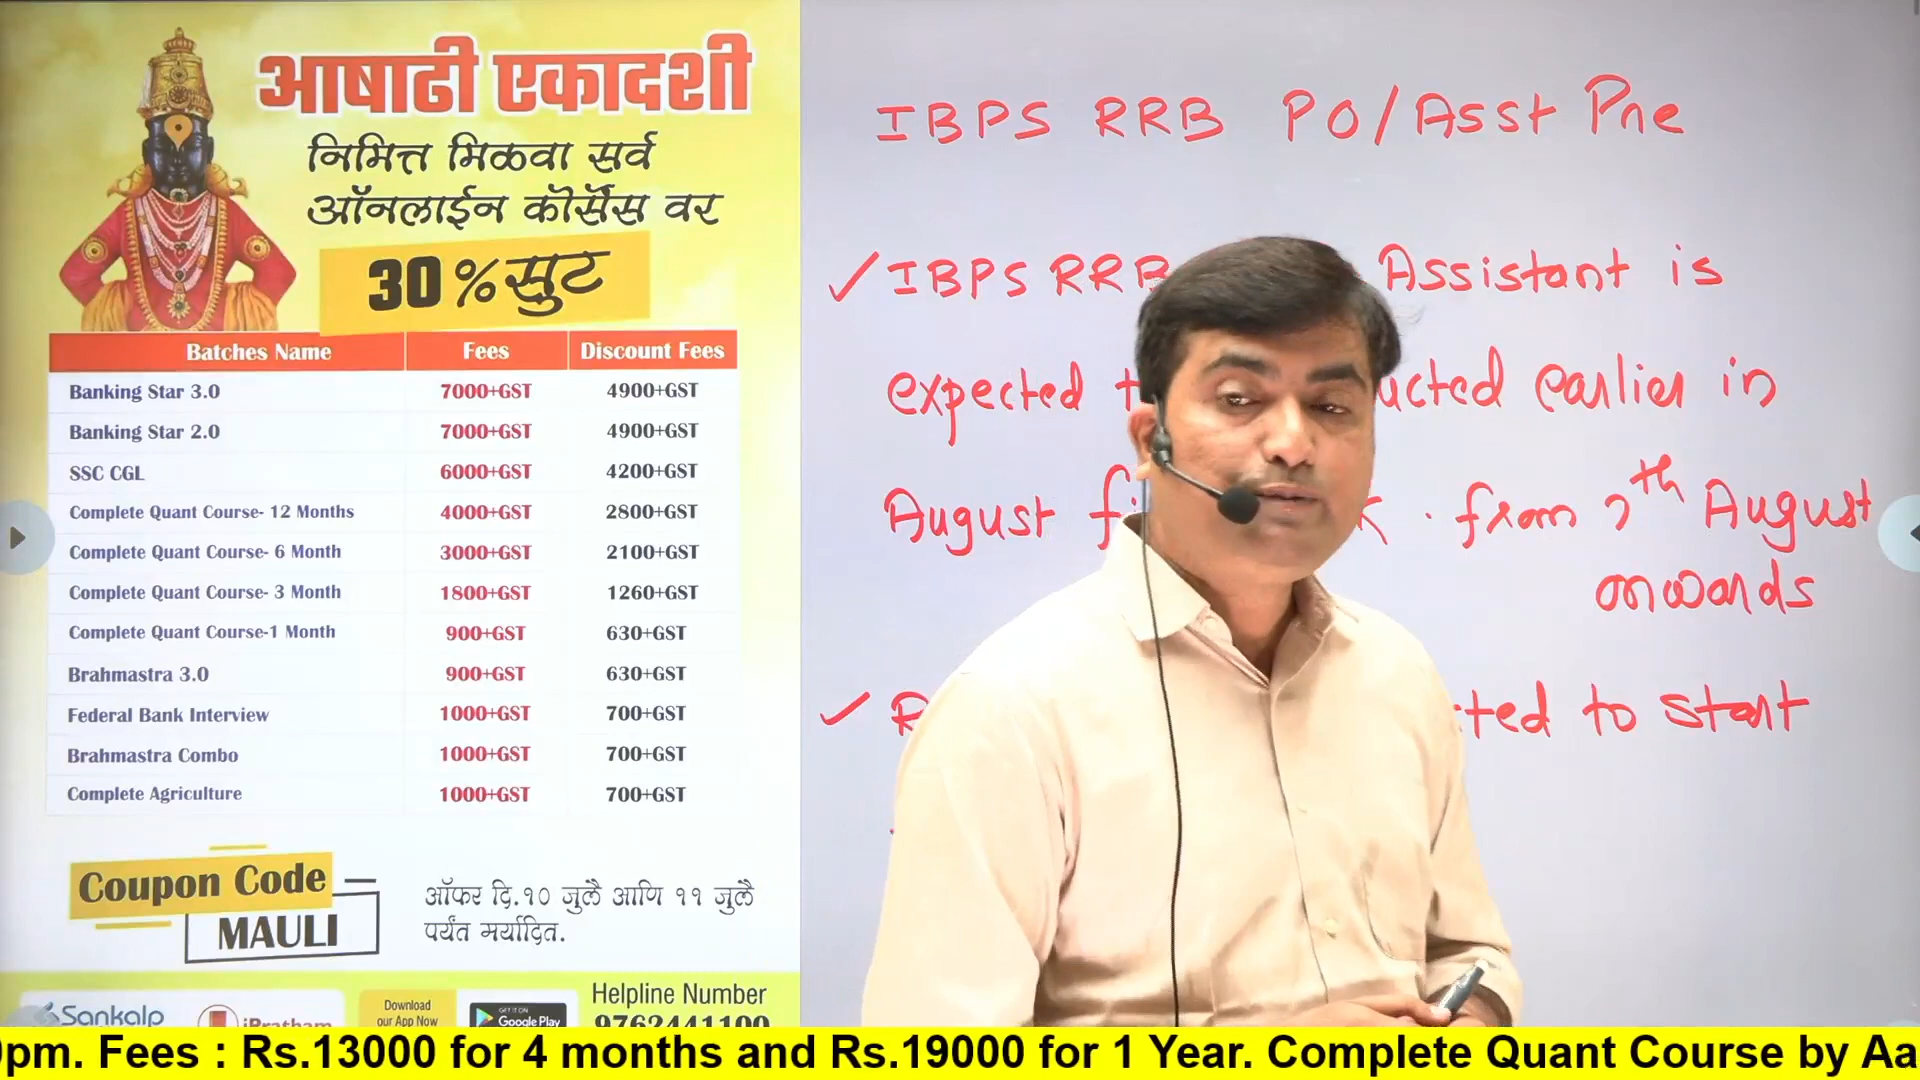 आषाढी एकादशी
निमित्त मिळवा सर्व
ऑनलाईन कोर्सेस वर
30 % सुट
Batches Name Fees Discount Fees
Banking Star 3.0 7000+GST 4900+GST
Banking Star 2.0 7000+GST 4900+GST
SSC CGL 6000+GST 4200+GST
Complete Quant Course- 12 Months 4000+GST 2800+GST
Complete Quant Course- 6 Month 3000+GST 2100+GST
Complete Quant Course- 3 Month 1800+GST 1260+GST
Complete Quant Course-1 Month 900+GST 630+GST
Brahmastra 3.0 900+GST 630+GST
Federal Bank Interview 1000+GST 700+GST
Brahmastra Combo 1000+GST 700+GST
Complete Agriculture 1000+GST 700+GST
Coupon Code
MAULI
ऑफर दि.१० जुलै आणि ११ जुलै
पर्यंत मर्यादित.
Sankalp
iPratham
Download
our App Now
GET IT ON
Google Play
Helpline Number
9762441100
IBPS RRB PO/Asst Pre
✓ IBPS RRB Assistant is
expected earlier in
August from 7th August
onwards
✓ to start
pm. Fees : Rs.13000 for 4 months and Rs.19000 for 1 Year. Complete Quant Course by